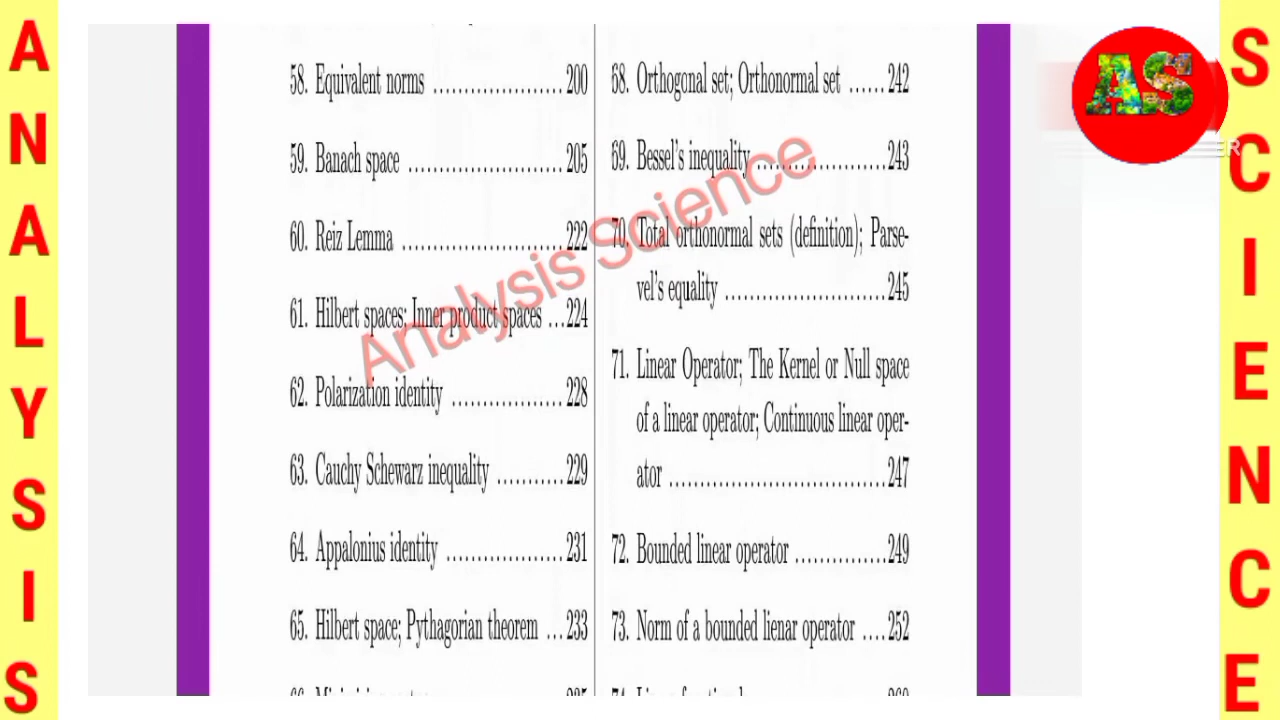 ANALYSIS
58. Equivalent norms .....................200
59. Banach space .........................205
60. Reiz Lemma ..........................222
61. Hilbert spaces: Inner product spaces ...224
62. Polarization identity ..................228
63. Cauchy Schewarz inequality ...........229
64. Appalonius identity ...................231
65. Hilbert space; Pythagorian theorem ...233
68. Orthogonal set; Orthonormal set ......242
69. Bessel's inequality .....................243
70. Total orthonormal sets (definition); Parse-
vel's equality ..........................245
71. Linear Operator; The Kernel or Null space
of a linear operator; Continuous linear oper-
ator ...................................247
72. Bounded linear operator ...............249
73. Norm of a bounded lienar operator ....252
Analysis Science
AS
ER
SCIENCE